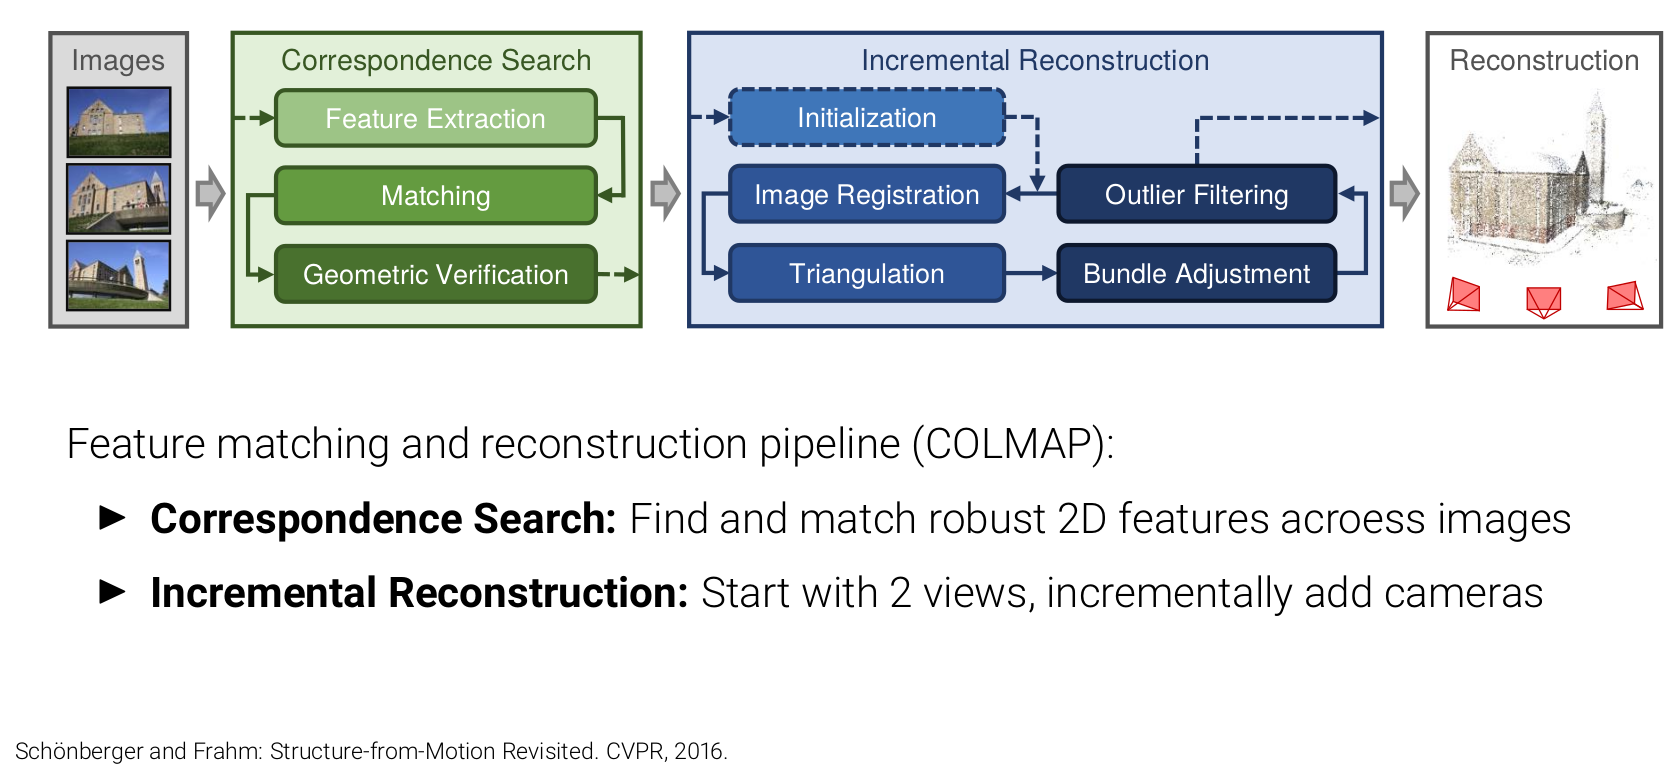 Images
Correspondence Search
Feature Extraction
Matching
Geometric Verification
Incremental Reconstruction
Initialization
Image Registration
Outlier Filtering
Triangulation
Bundle Adjustment
Reconstruction
Feature matching and reconstruction pipeline (COLMAP):
► Correspondence Search: Find and match robust 2D features acroess images
► Incremental Reconstruction: Start with 2 views, incrementally add cameras
Schönberger and Frahm: Structure-from-Motion Revisited. CVPR, 2016.